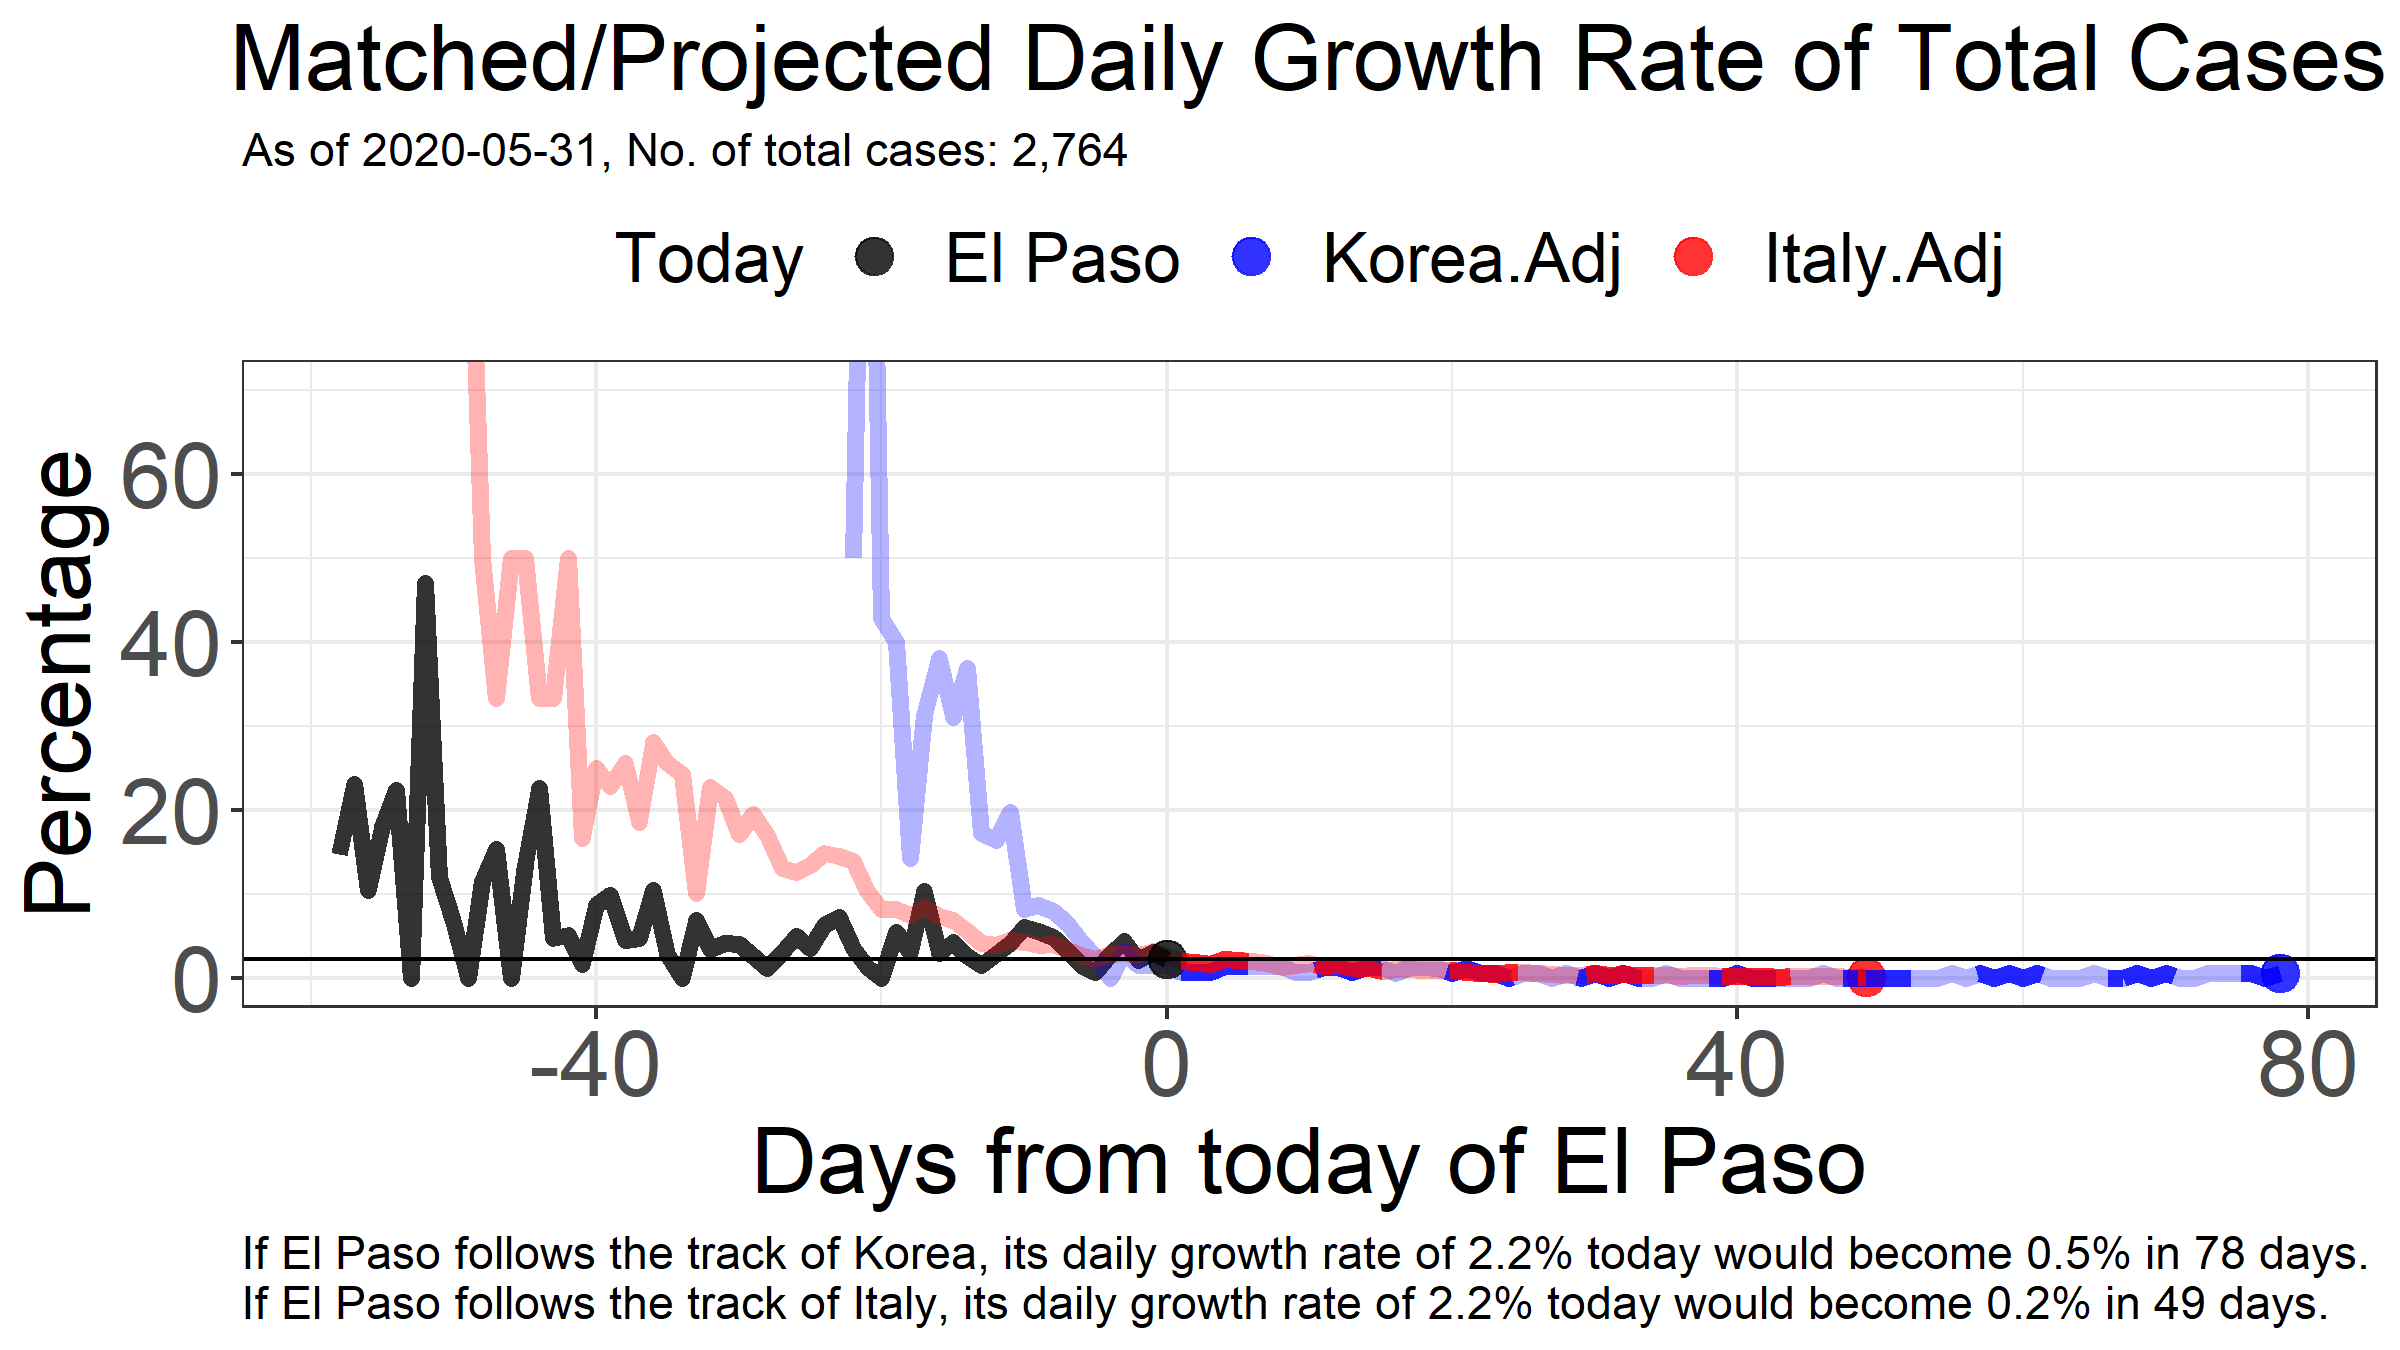 Matched/Projected Daily Growth Rate of Total Cases
As of 2020-05-31, No. of total cases: 2,764
Today El Paso Korea.Adj Italy.Adj
Percentage
60
40
20
0
-40 0 40 80
Days from today of El Paso
If El Paso follows the track of Korea, its daily growth rate of 2.2% today would become 0.5% in 78 days.
If El Paso follows the track of Italy, its daily growth rate of 2.2% today would become 0.2% in 49 days.